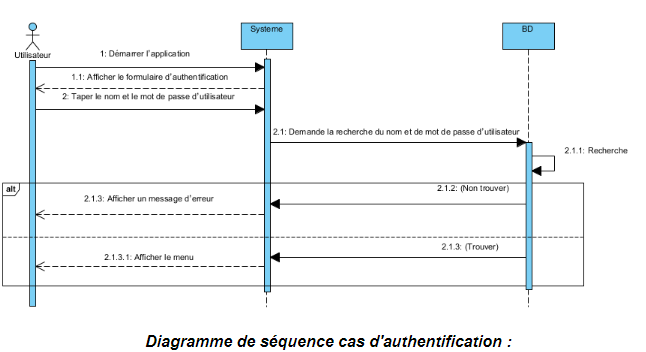 Systeme
BD
Utilisateur
1: Démarrer l'application
1.1: Afficher le formulaire d'authentification
2: Taper le nom et le mot de passe d'utilisateur
2.1: Demande la recherche du nom et de mot de passe d'utilisateur
2.1.1: Recherche
alt
2.1.2: (Non trouver)
2.1.3: Afficher un message d'erreur
2.1.3: (Trouver)
2.1.3.1: Afficher le menu
Diagramme de séquence cas d'authentification :